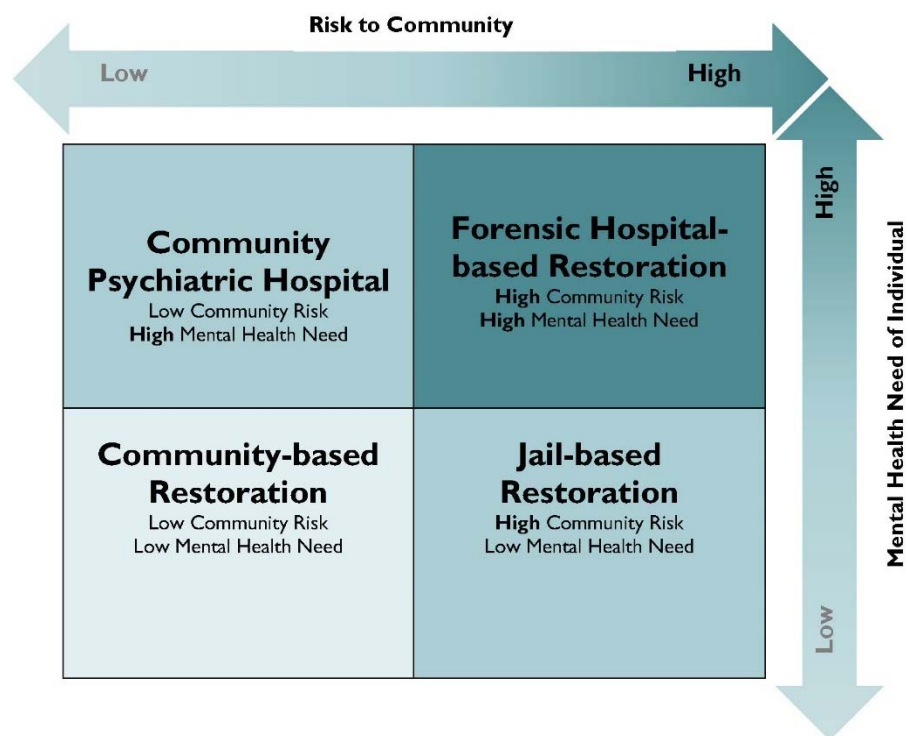 Risk to Community
Low
High
Community
Psychiatric Hospital
Low Community Risk
High Mental Health Need
Forensic Hospital-
based Restoration
High Community Risk
High Mental Health Need
Community-based
Restoration
Low Community Risk
Low Mental Health Need
Jail-based
Restoration
High Community Risk
Low Mental Health Need
High
Low
Mental Health Need of Individual